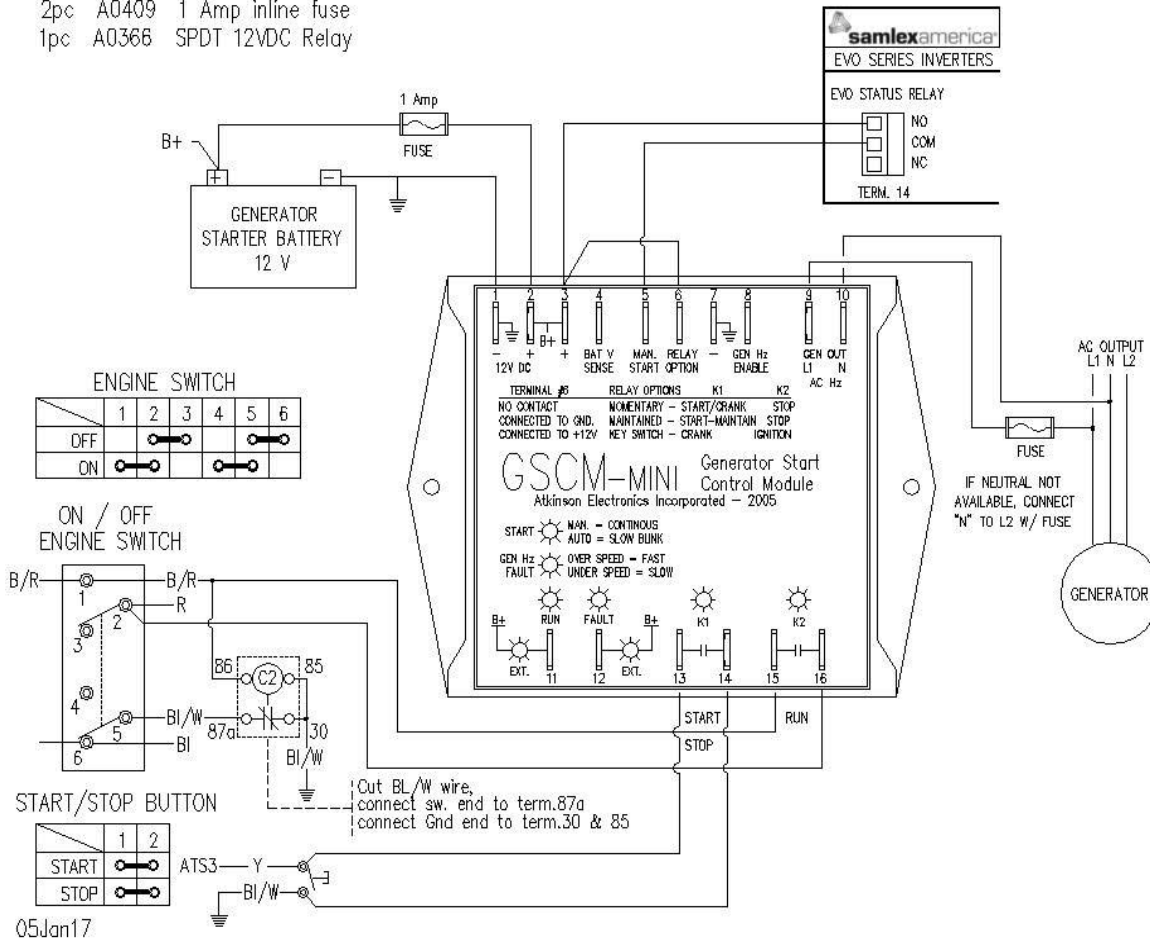 2pc A0409 1 Amp inline fuse
1pc A0366 SPDT 12VDC Relay
samlexamerica
EVO SERIES INVERTERS
EVO STATUS RELAY
NO
COM
NC
TERM. 14
1 Amp
FUSE
B+
+
−
GENERATOR
STARTER BATTERY
12 V
1 2 3 4 5 6 7 8 9 10
B+
− + +
12V DC
BAT V
SENSE
MAN.
START
RELAY
OPTION
−
GEN Hz
ENABLE
GEN OUT
L1 N
AC Hz
TERMINAL #6 RELAY OPTIONS K1 K2
NO CONTACT MOMENTARY – START/CRANK STOP
CONNECTED TO GND. MAINTAINED – START–MAINTAIN STOP
CONNECTED TO +12V KEY SWITCH – CRANK IGNITION
GSCM–MINI Generator Start
Control Module
Atkinson Electronics Incorporated – 2005
START MAN. = CONTINOUS
AUTO = SLOW BLINK
GEN Hz
FAULT
OVER SPEED = FAST
UNDER SPEED = SLOW
RUN FAULT K1 K2
B+ B+
EXT. EXT.
11 12 13 14 15 16
AC OUTPUT
L1 N L2
FUSE
IF NEUTRAL NOT
AVAILABLE, CONNECT
"N" TO L2 W/ FUSE
GENERATOR
ENGINE SWITCH
1 2 3 4 5 6
OFF
ON
ON / OFF
ENGINE SWITCH
B/R B/R
1
R
2
3
4
5
6
BI/W
BI
86 C2 85
87a 30
BI/W
START RUN
STOP
Cut BL/W wire,
connect sw. end to term.87a
connect Gnd end to term.30 & 85
START/STOP BUTTON
1 2
START
STOP
ATS3 Y
BI/W
05Jan17